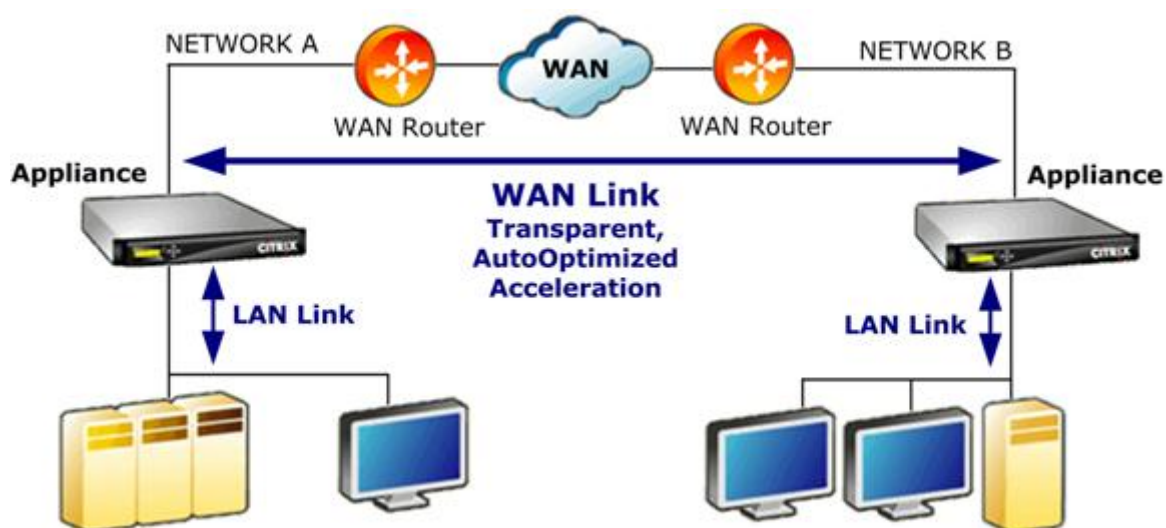 NETWORK A
WAN
NETWORK B
WAN Router
WAN Router
Appliance
Appliance
WAN Link
Transparent,
AutoOptimized
Acceleration
CITRIX
CITRIX
LAN Link
LAN Link